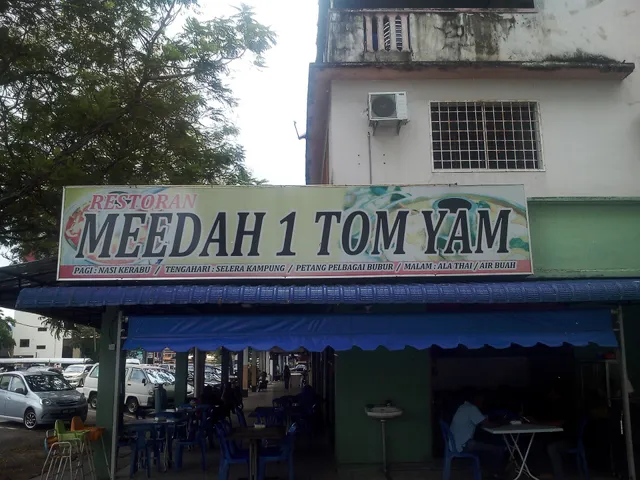 RESTORAN
MEEDAH 1 TOM YAM
PAGI : NASI KERABU / TENGAHARI : SELERA KAMPUNG / PETANG PELBAGAI BUBUR / MALAM : ALA THAI / AIR BUAH